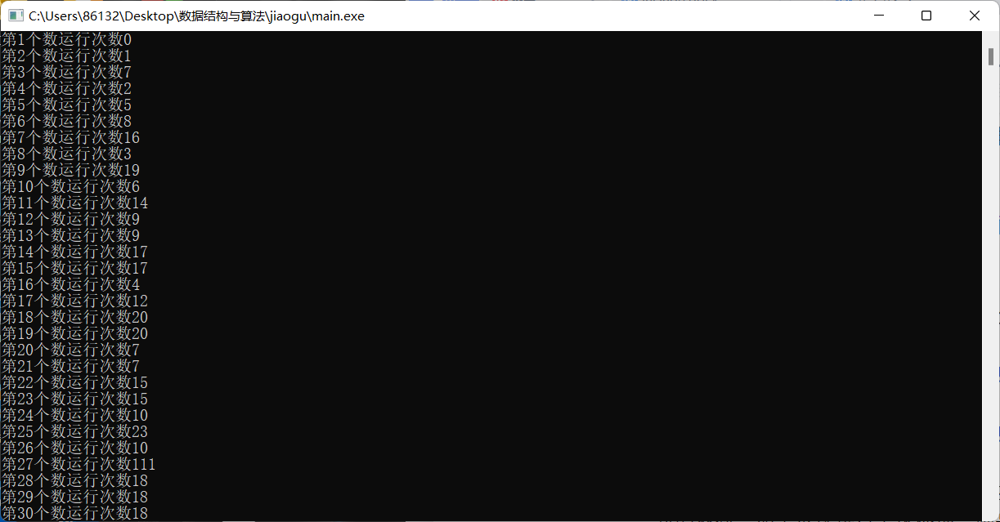 C:\Users\86132\Desktop\数据结构与算法\jiaogu\main.exe
第1个数运行次数0
第2个数运行次数1
第3个数运行次数7
第4个数运行次数2
第5个数运行次数5
第6个数运行次数8
第7个数运行次数16
第8个数运行次数3
第9个数运行次数19
第10个数运行次数6
第11个数运行次数14
第12个数运行次数9
第13个数运行次数9
第14个数运行次数17
第15个数运行次数17
第16个数运行次数4
第17个数运行次数12
第18个数运行次数20
第19个数运行次数20
第20个数运行次数7
第21个数运行次数7
第22个数运行次数15
第23个数运行次数15
第24个数运行次数10
第25个数运行次数23
第26个数运行次数10
第27个数运行次数111
第28个数运行次数18
第29个数运行次数18
第30个数运行次数18